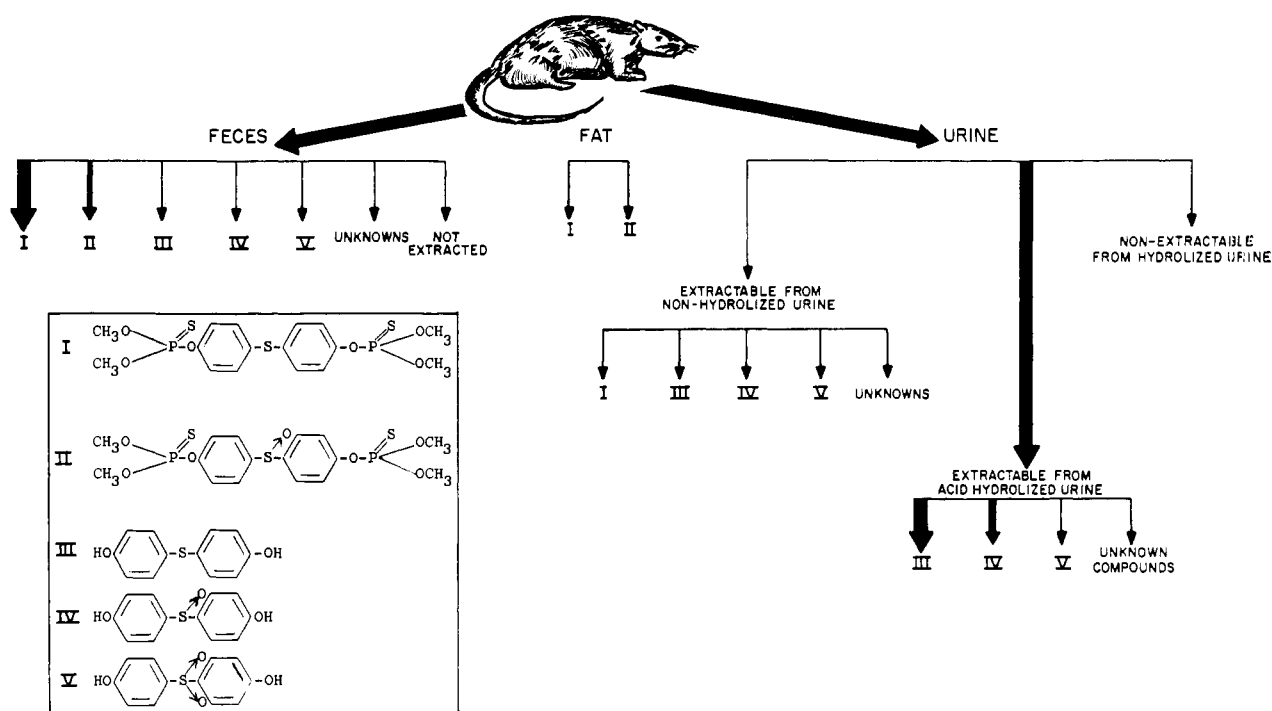 FECES
FAT
URINE
I
II
III
IV
V
UNKNOWNS
NOT
EXTRACTED
I
II
EXTRACTABLE FROM
NON-HYDROLIZED URINE
I
III
IV
V
UNKNOWNS
NON-EXTRACTABLE
FROM HYDROLIZED URINE
EXTRACTABLE FROM
ACID HYDROLIZED URINE
III
IV
V
UNKNOWN
COMPOUNDS
I
CH₃O S S OCH₃
P-O -S- -O-P
CH₃O OCH₃
II
CH₃O S O S OCH₃
P-O -S -O-P
CH₃O OCH₃
III HO -S- -OH
O
IV HO -S OH
O
V HO -S -OH
O